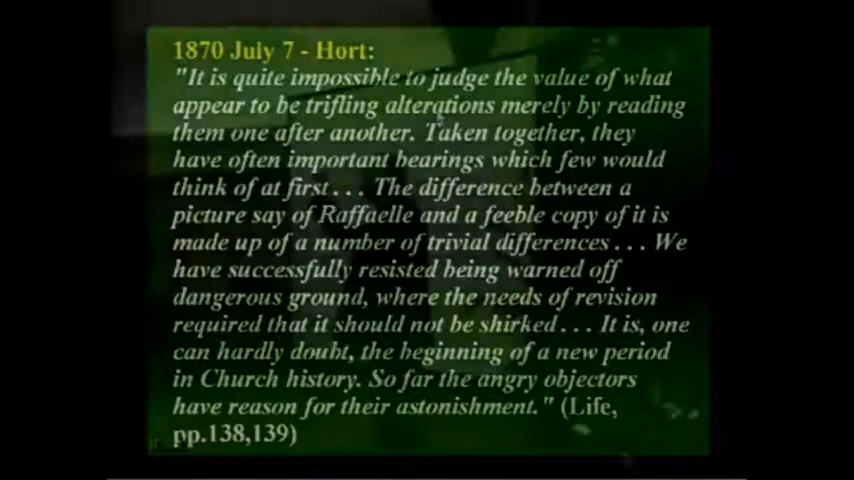 1870 July 7 - Hort:
"It is quite impossible to judge the value of what
appear to be trifling alterations merely by reading
them one after another. Taken together, they
have often important bearings which few would
think of at first . . . The difference between a
picture say of Raffaelle and a feeble copy of it is
made up of a number of trivial differences . . . We
have successfully resisted being warned off
dangerous ground, where the needs of revision
required that it should not be shirked . . . It is, one
can hardly doubt, the beginning of a new period
in Church history. So far the angry objectors
have reason for their astonishment." (Life,
pp.138,139)